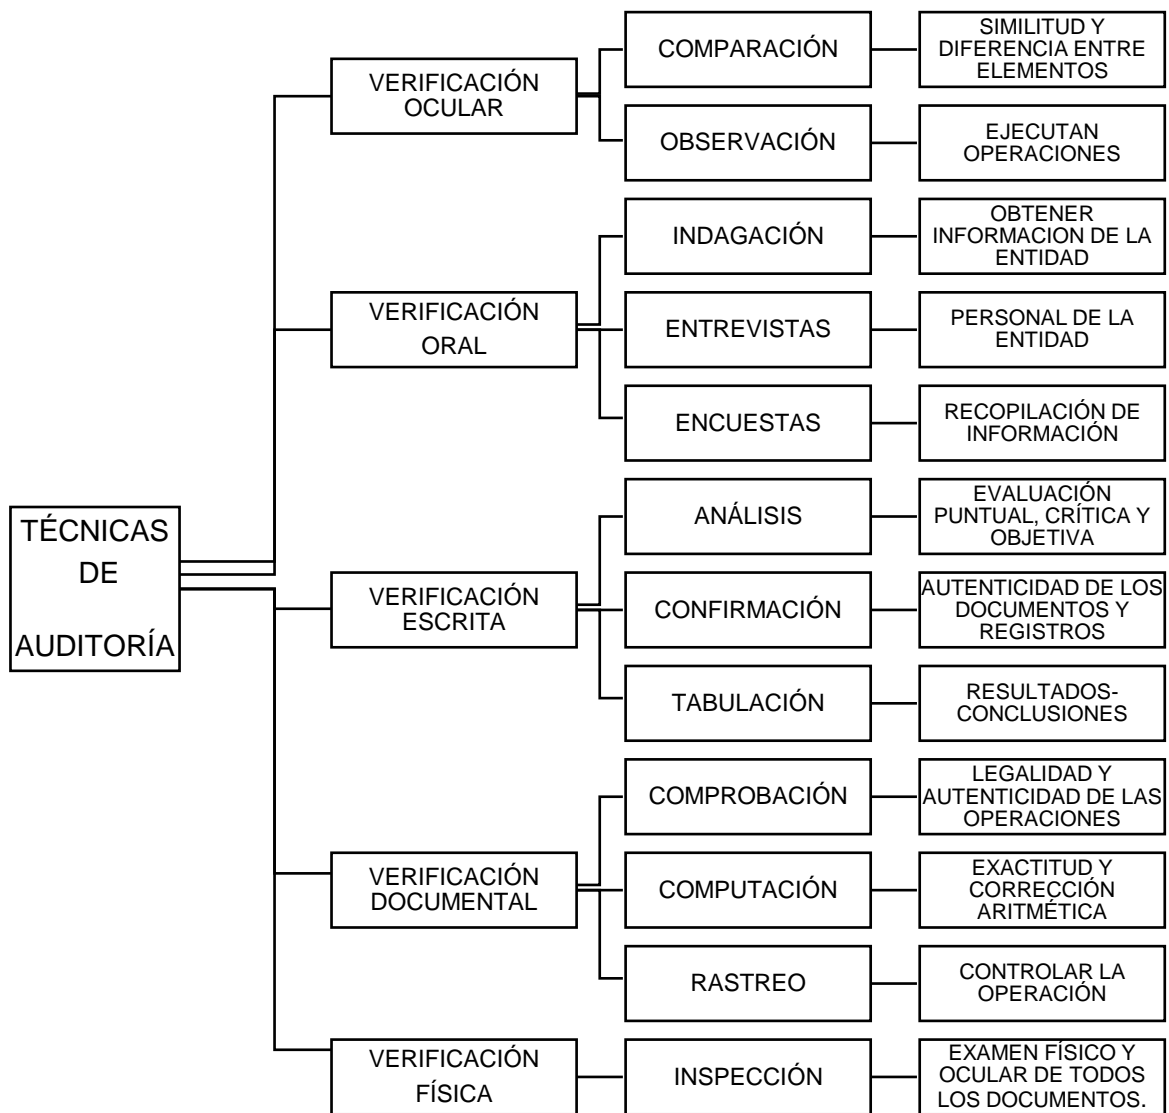 TÉCNICAS
DE
AUDITORÍA
VERIFICACIÓN
OCULAR
COMPARACIÓN
SIMILITUD Y
DIFERENCIA ENTRE
ELEMENTOS
OBSERVACIÓN
EJECUTAN
OPERACIONES
VERIFICACIÓN
ORAL
INDAGACIÓN
OBTENER
INFORMACION DE LA
ENTIDAD
ENTREVISTAS
PERSONAL DE LA
ENTIDAD
ENCUESTAS
RECOPILACIÓN DE
INFORMACIÓN
VERIFICACIÓN
ESCRITA
ANÁLISIS
EVALUACIÓN
PUNTUAL, CRÍTICA Y
OBJETIVA
CONFIRMACIÓN
AUTENTICIDAD DE LOS
DOCUMENTOS Y
REGISTROS
TABULACIÓN
RESULTADOS-
CONCLUSIONES
VERIFICACIÓN
DOCUMENTAL
COMPROBACIÓN
LEGALIDAD Y
AUTENTICIDAD DE LAS
OPERACIONES
COMPUTACIÓN
EXACTITUD Y
CORRECCIÓN
ARITMÉTICA
RASTREO
CONTROLAR LA
OPERACIÓN
VERIFICACIÓN
FÍSICA
INSPECCIÓN
EXAMEN FÍSICO Y
OCULAR DE TODOS
LOS DOCUMENTOS.